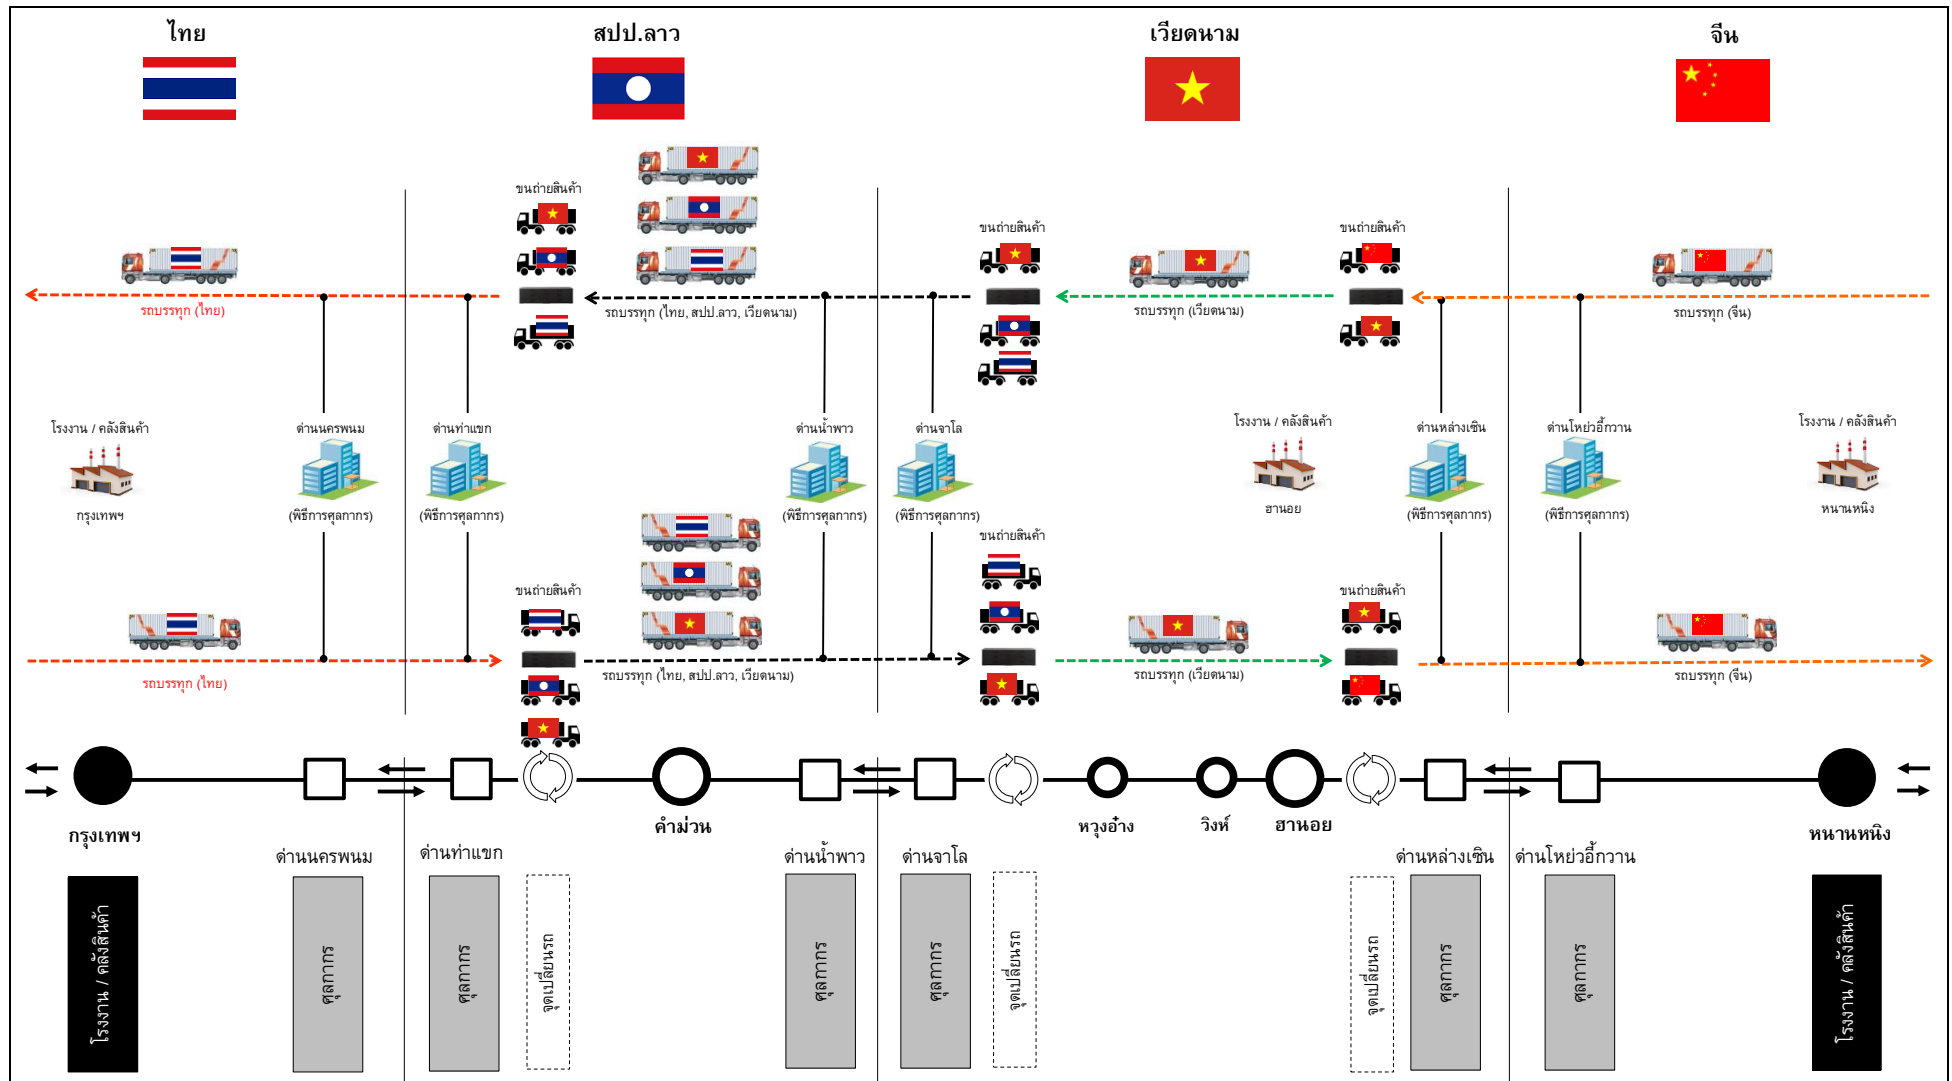 ไทย
สปป.ลาว
เวียดนาม
จีน
ขนถ่ายสินค้า
ขนถ่ายสินค้า
ขนถ่ายสินค้า
รถบรรทุก (ไทย)
รถบรรทุก (ไทย, สปป.ลาว, เวียดนาม)
รถบรรทุก (เวียดนาม)
รถบรรทุก (จีน)
โรงงาน / คลังสินค้า
ด่านนครพนม
ด่านท่าแขก
ด่านน้ำพาว
ด่านจาโล
โรงงาน / คลังสินค้า
ด่านหล่างเซิน
ด่านโหย่วอี้กวาน
โรงงาน / คลังสินค้า
กรุงเทพฯ
(พิธีการศุลกากร)
(พิธีการศุลกากร)
(พิธีการศุลกากร)
(พิธีการศุลกากร)
ฮานอย
(พิธีการศุลกากร)
(พิธีการศุลกากร)
หนานหนิง
ขนถ่ายสินค้า
ขนถ่ายสินค้า
ขนถ่ายสินค้า
รถบรรทุก (ไทย)
รถบรรทุก (ไทย, สปป.ลาว, เวียดนาม)
รถบรรทุก (เวียดนาม)
รถบรรทุก (จีน)
กรุงเทพฯ
คำม่วน
หวุงอ๋าง
วิงห์
ฮานอย
หนานหนิง
ด่านนครพนม
ด่านท่าแขก
ด่านน้ำพาว
ด่านจาโล
ด่านหล่างเซิน
ด่านโหย่วอี้กวาน
โรงงาน / คลังสินค้า
ศุลกากร
ศุลกากร
จุดเปลี่ยนรถ
ศุลกากร
ศุลกากร
จุดเปลี่ยนรถ
จุดเปลี่ยนรถ
ศุลกากร
ศุลกากร
โรงงาน / คลังสินค้า